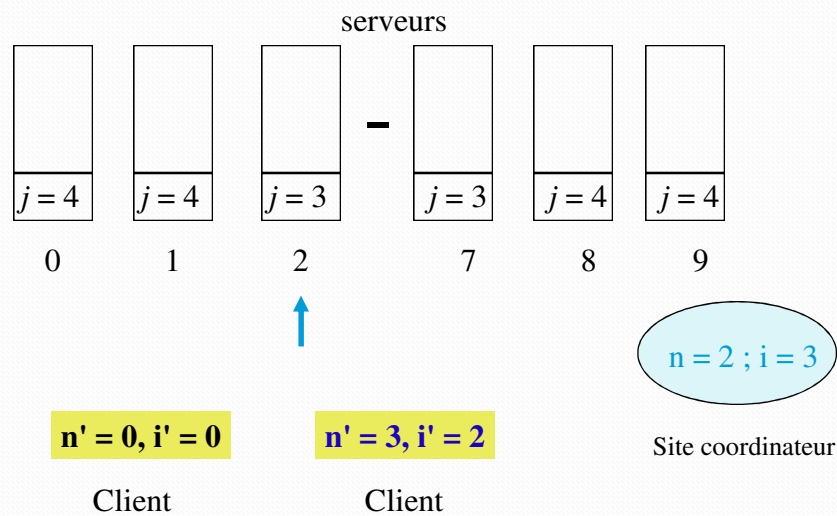 serveurs
j = 4 j = 4 j = 3 - j = 3 j = 4 j = 4
0 1 2 7 8 9
n = 2 ; i = 3
n' = 0, i' = 0 n' = 3, i' = 2
Site coordinateur
Client Client